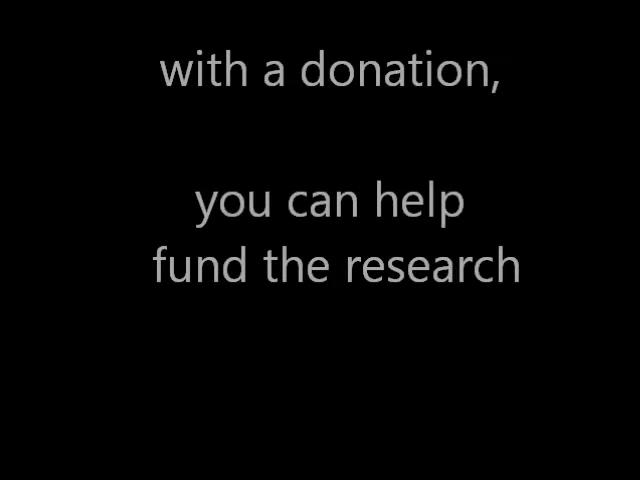 with a donation,
you can help
fund the research